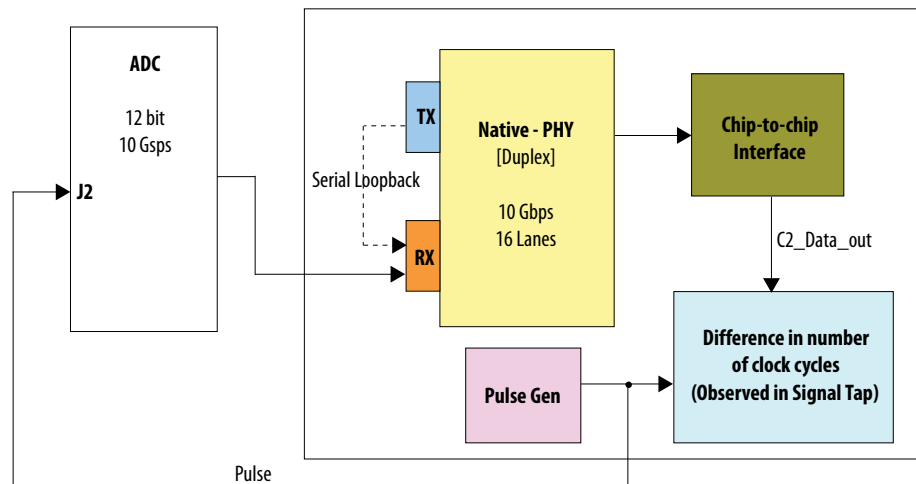 ADC
12 bit
10 Gsps
J2
TX
Serial Loopback
RX
Native - PHY
[Duplex]
10 Gbps
16 Lanes
Chip-to-chip
Interface
C2_Data_out
Difference in number
of clock cycles
(Observed in Signal Tap)
Pulse Gen
Pulse